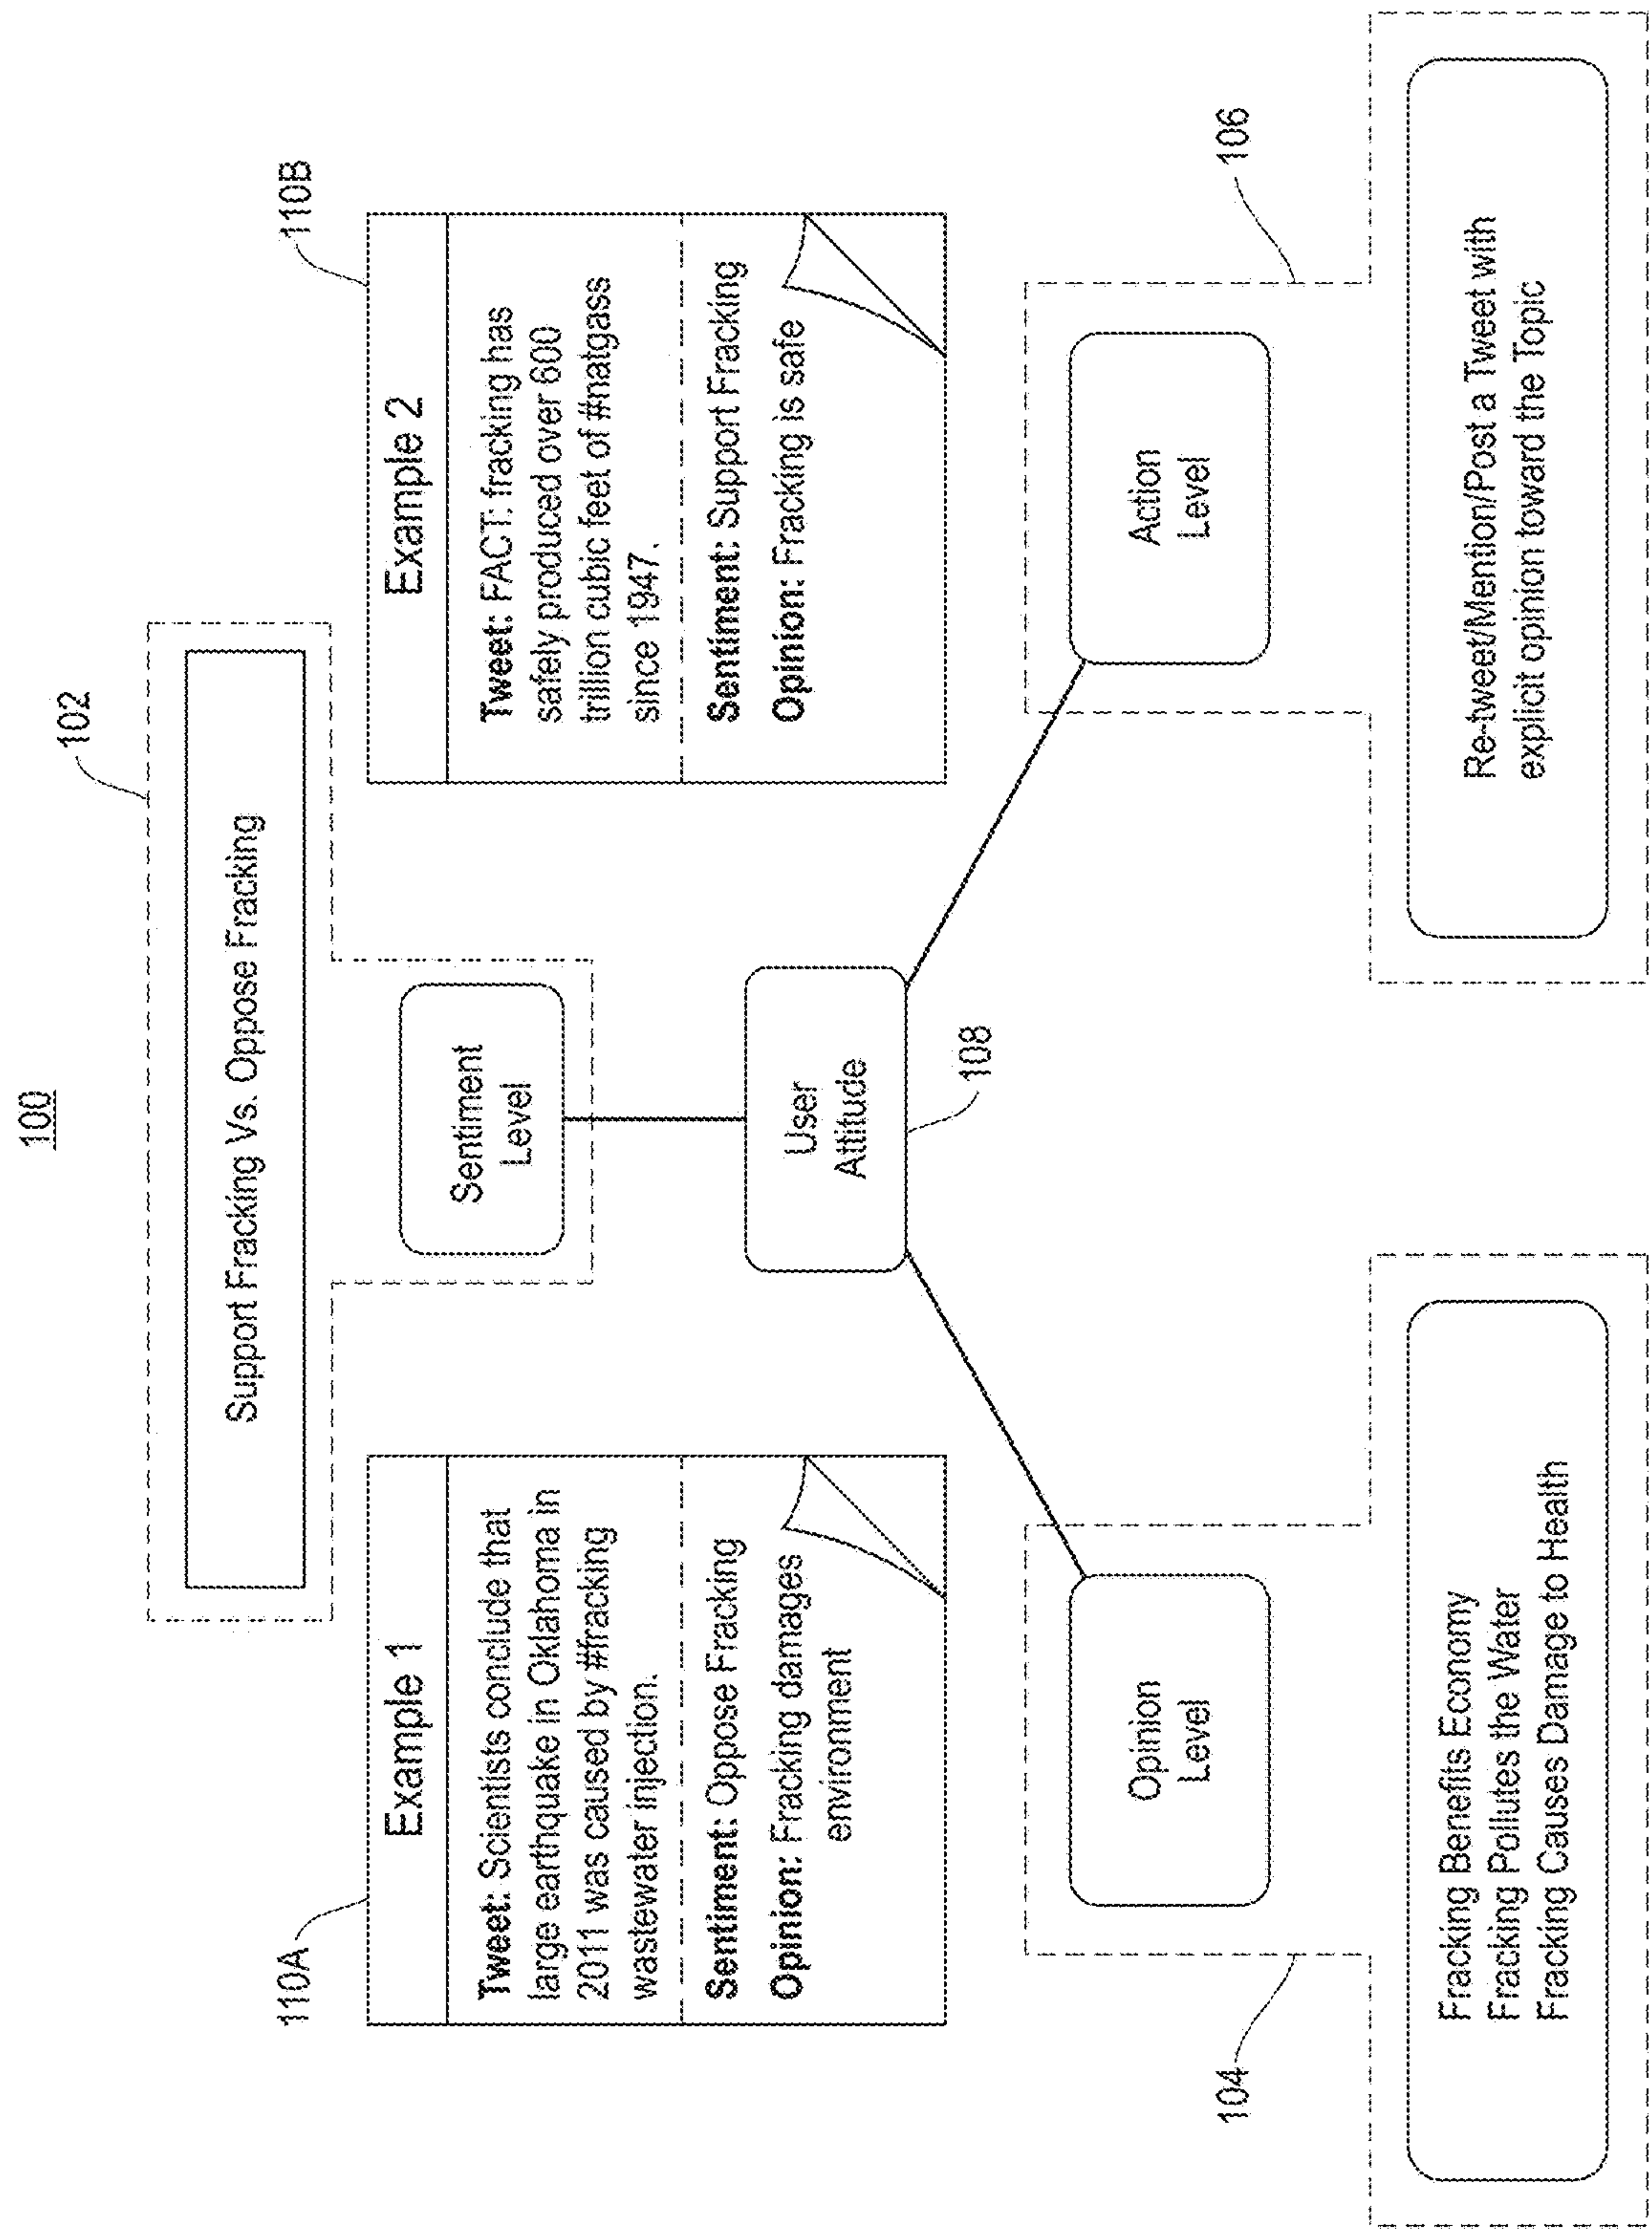 100
102
Support Fracking Vs. Oppose Fracking
110A
Example 1
Tweet: Scientists conclude that
large earthquake in Oklahoma in
2011 was caused by #fracking
wastewater injection.
Sentiment: Oppose Fracking
Opinion: Fracking damages
environment
Sentiment
Level
110B
Example 2
Tweet: FACT: fracking has
safely produced over 600
trillion cubic feet of #natgass
since 1947.
Sentiment: Support Fracking
Opinion: Fracking is safe
User
Attitude
108
104
Opinion
Level
Fracking Benefits Economy
Fracking Pollutes the Water
Fracking Causes Damage to Health
106
Action
Level
Re-tweet/Mention/Post a Tweet with
explicit opinion toward the Topic